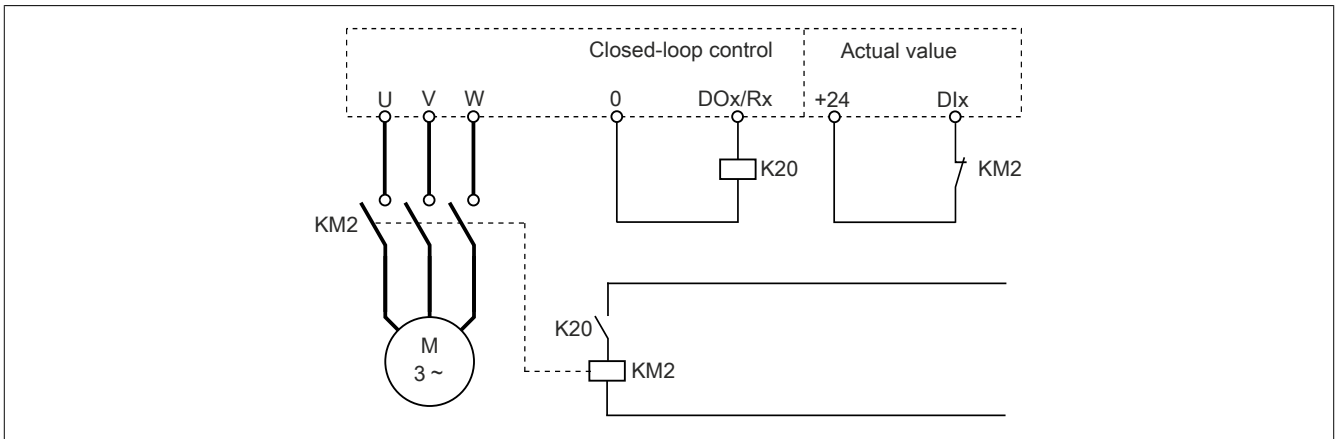 Closed-loop control Actual value
U V W 0 DOx/Rx +24 DIx
K20 KM2
KM2
K20
M
3 ~
KM2